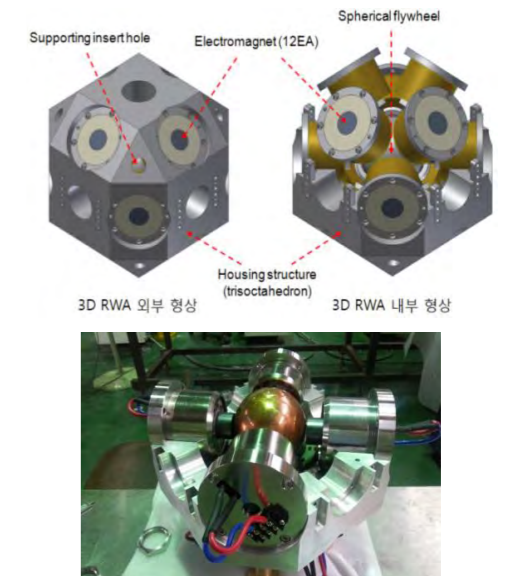 Spherical flywheel
Supporting insert hole
Electromagnet (12EA)
Housing structure
(trisoctahedron)
3D RWA 외부 형상
3D RWA 내부 형상